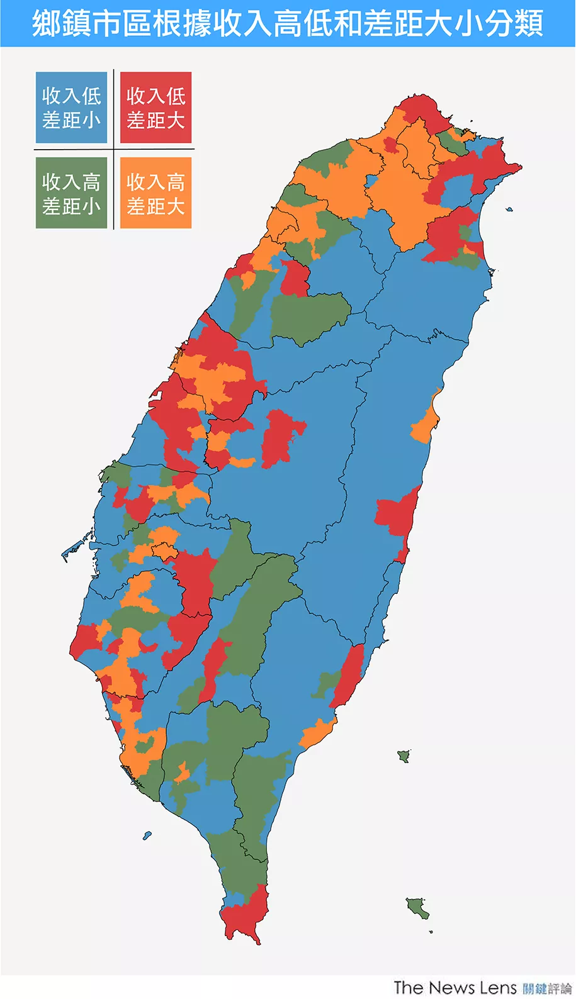 鄉鎮市區根據收入高低和差距大小分類
收入低
差距小
收入低
差距大
收入高
差距小
收入高
差距大
The News Lens 關鍵評論